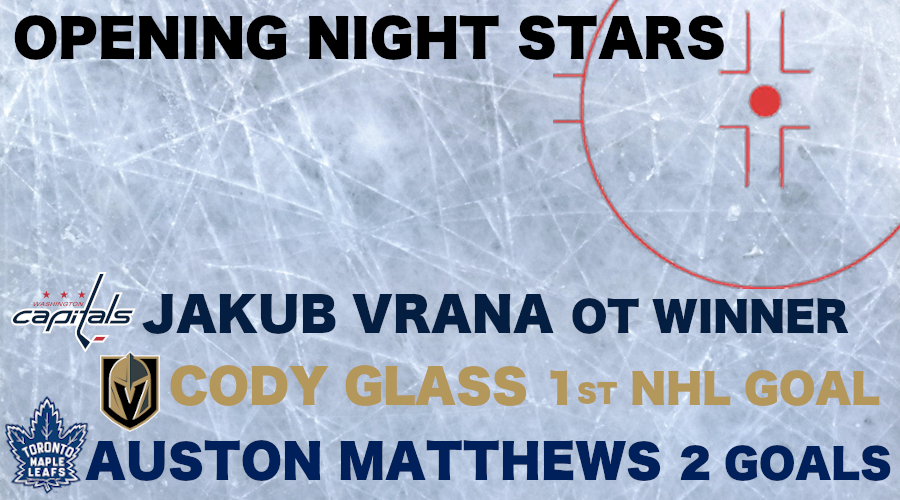 OPENING NIGHT STARS
WASHINGTON
capitals
JAKUB VRANA OT WINNER
CODY GLASS 1ST NHL GOAL
TORONTO
MAPLE
LEAFS
AUSTON MATTHEWS 2 GOALS